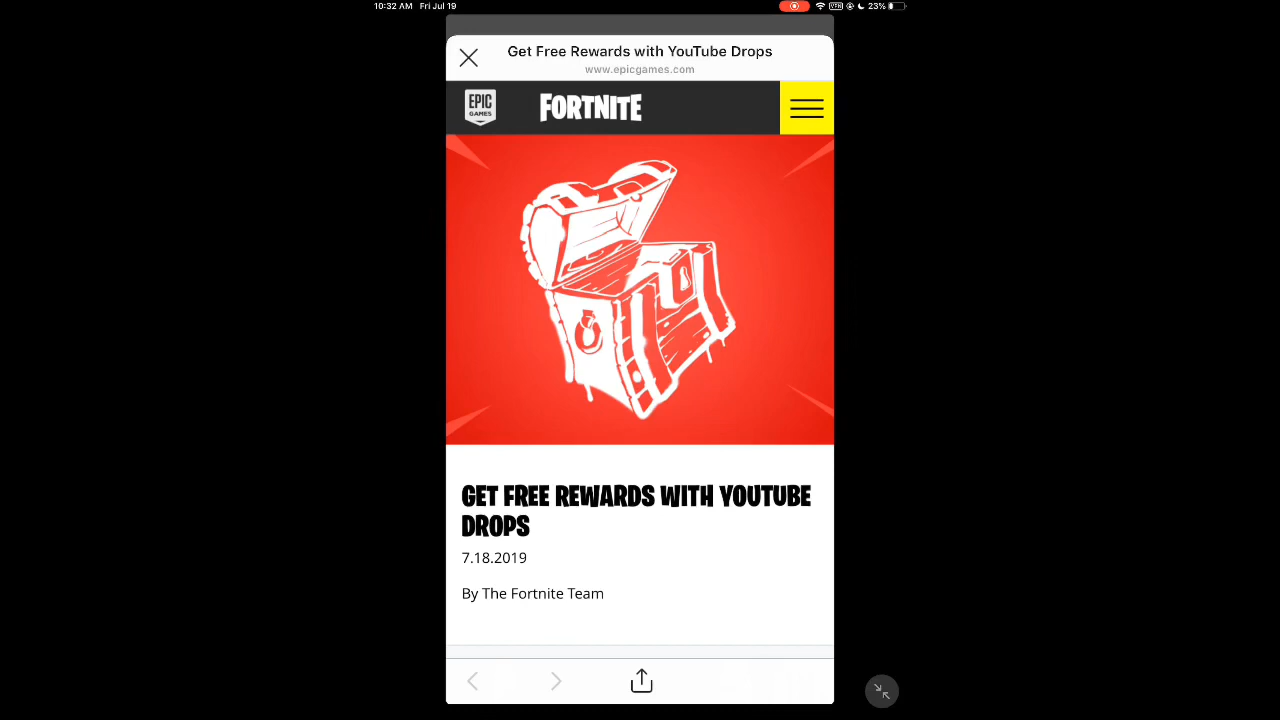 10:32 AM Fri Jul 19
VPN 23%
Get Free Rewards with YouTube Drops
www.epicgames.com
EPIC
GAMES
FORTNITE
GET FREE REWARDS WITH YOUTUBE
DROPS
7.18.2019
By The Fortnite Team